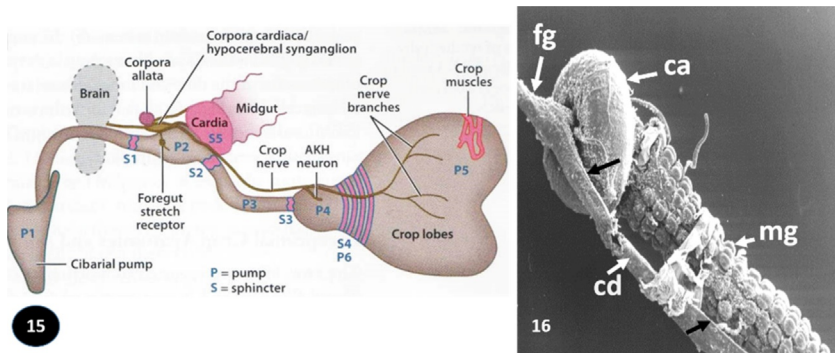 Corpora cardiaca/
hypocerebral synganglion
Corpora
allata
Brain
Cardia
Midgut
S5
P2
S1
S2
Foregut
stretch
receptor
Crop
nerve
AKH
neuron
Crop
nerve
branches
Crop
muscles
P1
P3
S3
P4
P5
S4
P6
Crop lobes
Cibarial pump
P = pump
S = sphincter
15
fg
ca
mg
cd
16